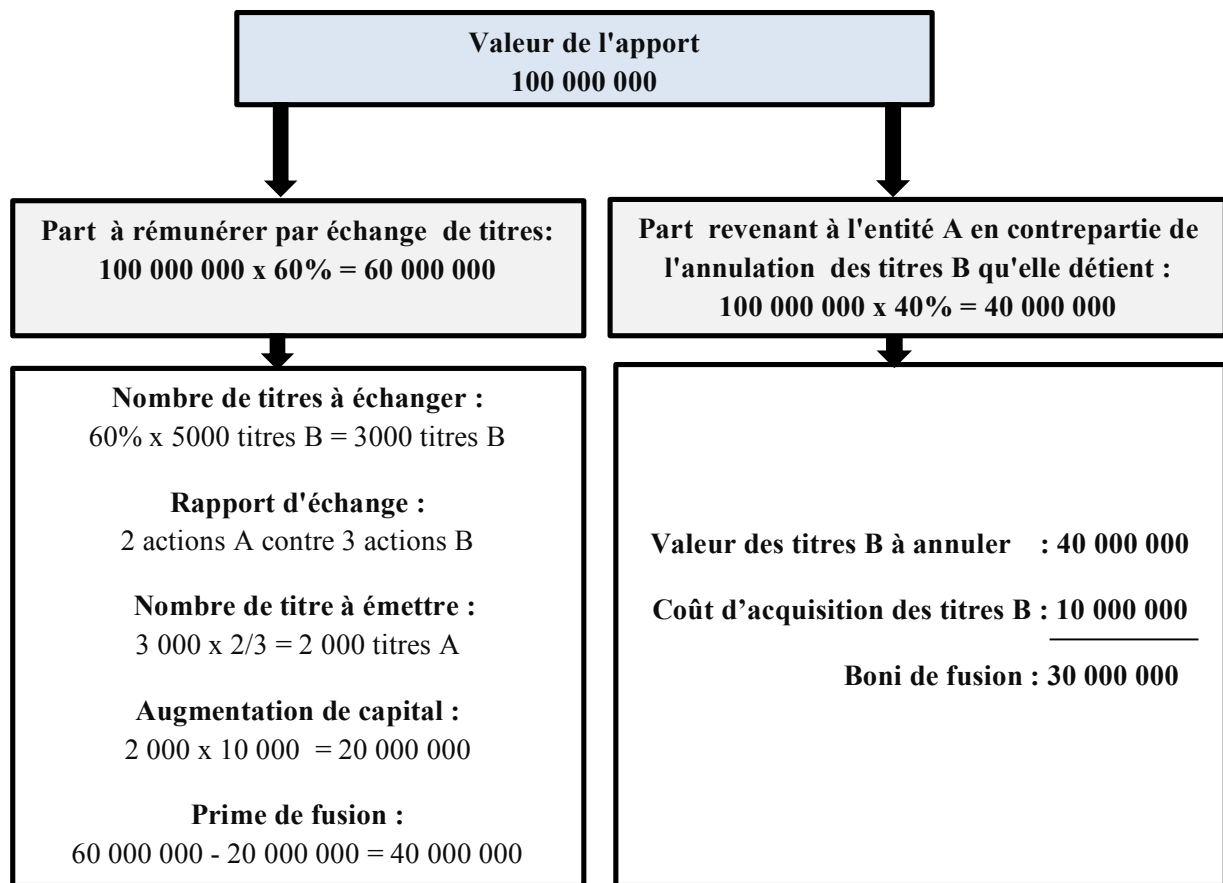 Valeur de l'apport
100 000 000
Part à rémunérer par échange de titres:
100 000 000 x 60% = 60 000 000
Part revenant à l'entité A en contrepartie de
l'annulation des titres B qu'elle détient :
100 000 000 x 40% = 40 000 000
Nombre de titres à échanger :
60% x 5000 titres B = 3000 titres B
Rapport d'échange :
2 actions A contre 3 actions B
Nombre de titre à émettre :
3 000 x 2/3 = 2 000 titres A
Augmentation de capital :
2 000 x 10 000 = 20 000 000
Prime de fusion :
60 000 000 - 20 000 000 = 40 000 000
Valeur des titres B à annuler : 40 000 000
Coût d’acquisition des titres B : 10 000 000
Boni de fusion : 30 000 000